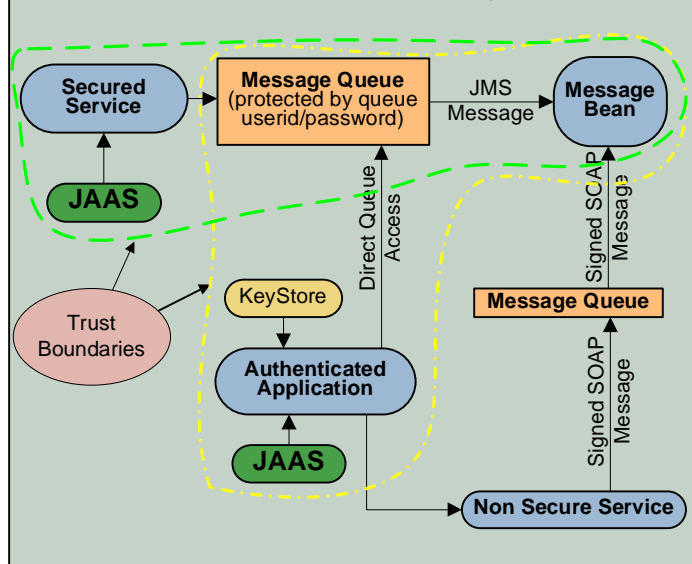 Secured
Service
Message Queue
(protected by queue
userid/password)
JMS
Message
Message
Bean
JAAS
Direct Queue
Access
Signed SOAP
Message
KeyStore
Message Queue
Trust
Boundaries
Authenticated
Application
Signed SOAP
Message
JAAS
Non Secure Service